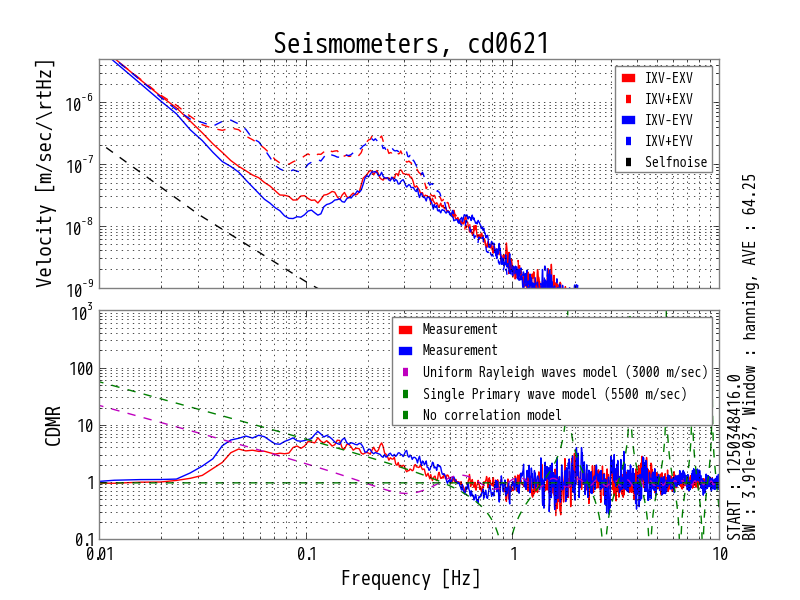 Seismometers, cd0621
Velocity [m/sec/\rtHz]
10^-6
10^-7
10^-8
10^-9
IXV-EXV
IXV+EXV
IXV-EYV
IXV+EYV
Selfnoise
CDMR
10^3
100
10
1
0.1
Measurement
Measurement
Uniform Rayleigh waves model (3000 m/sec)
Single Primary wave model (5500 m/sec)
No correlation model
0.01
0.1
1
10
Frequency [Hz]
START : 1250348416.0
BW : 3.91e-03, Window : hanning, AVE : 64.25